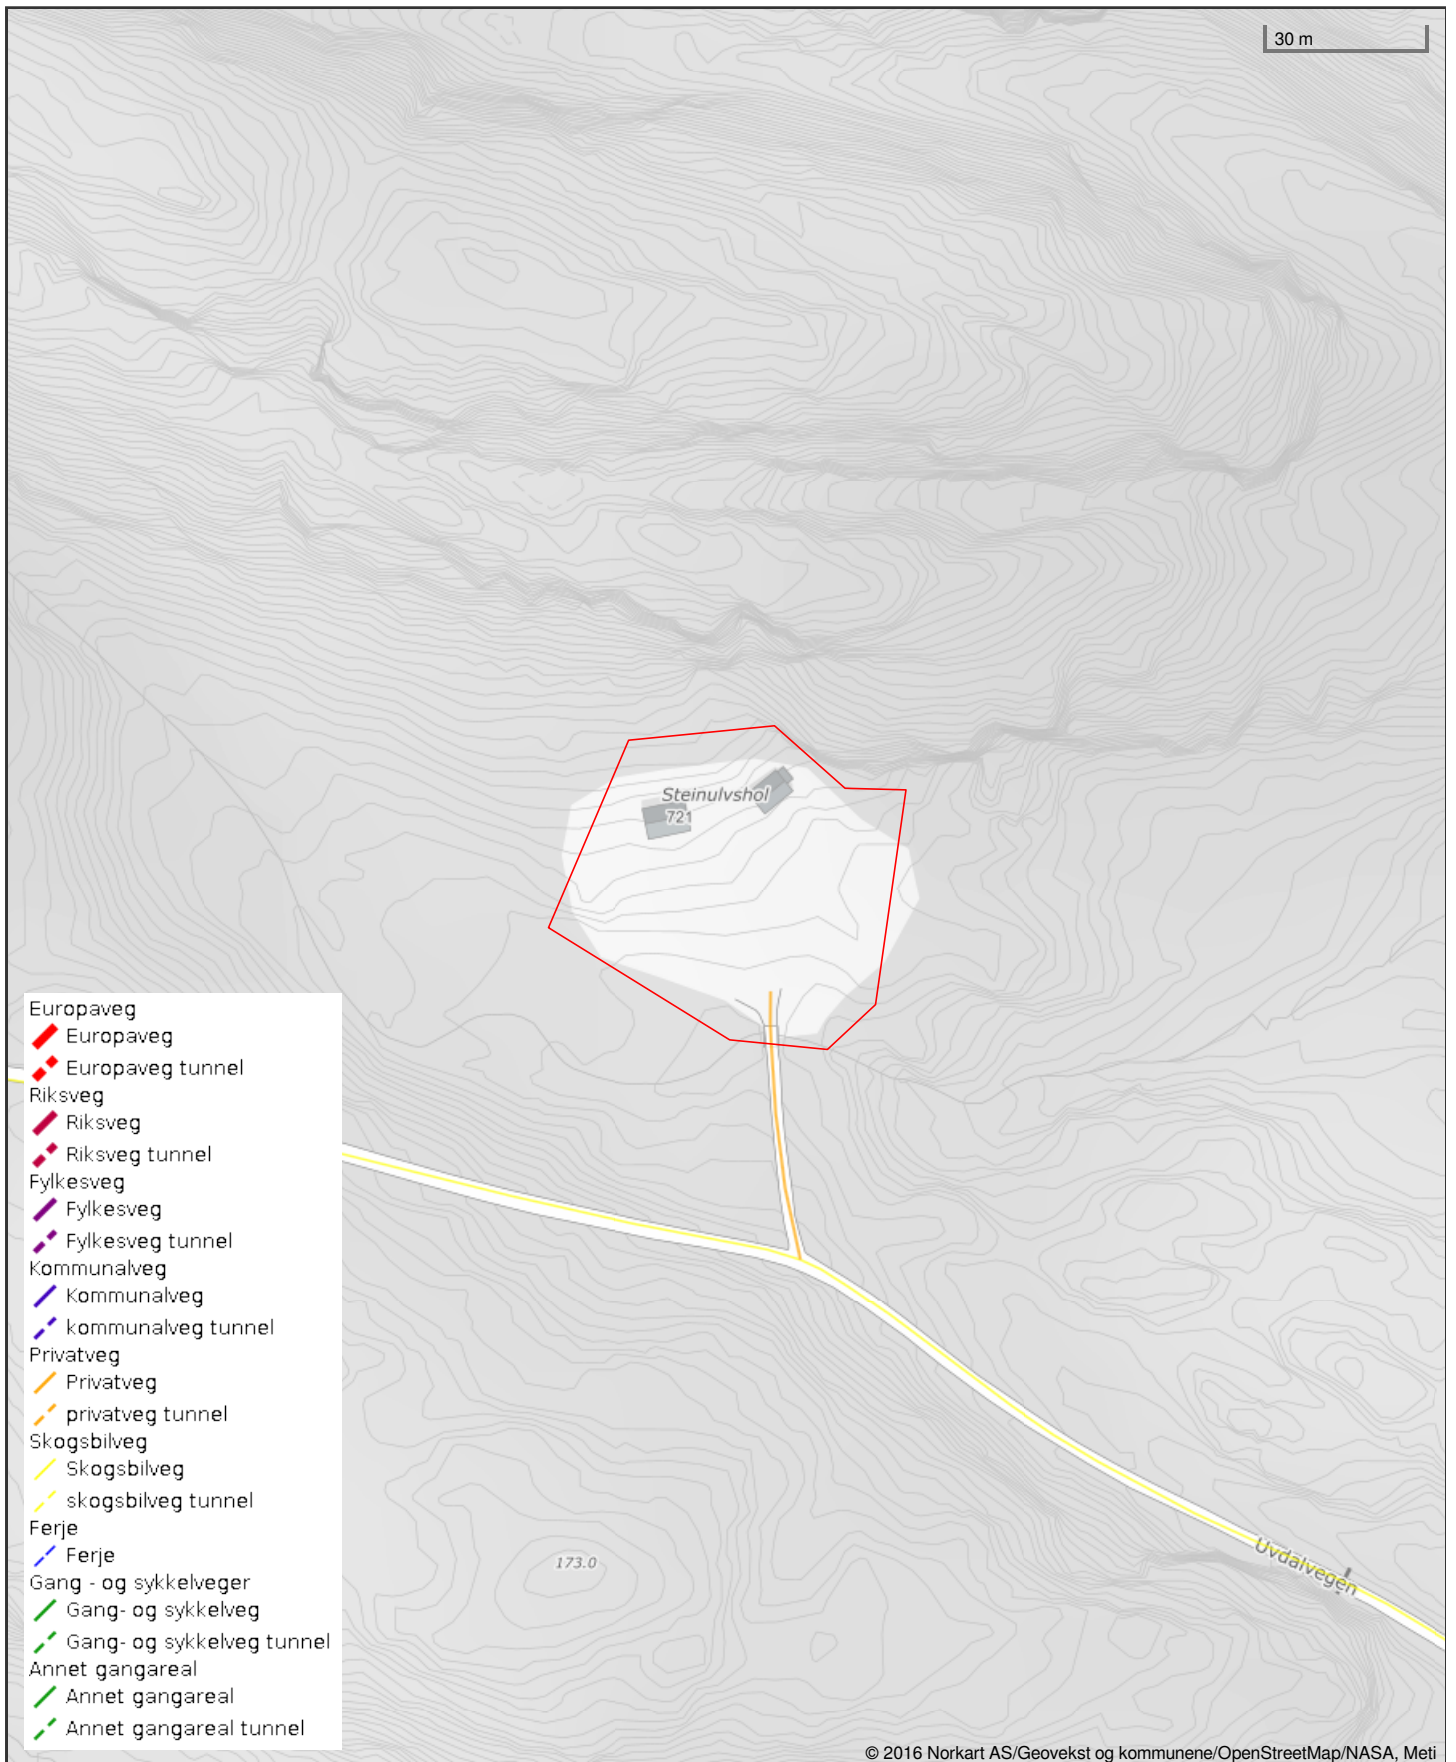 30 m
Steinulvshol
721
Europaveg
Europaveg
Europaveg tunnel
Riksveg
Riksveg
Riksveg tunnel
Fylkesveg
Fylkesveg
Fylkesveg tunnel
Kommunalveg
Kommunalveg
kommunalveg tunnel
Privatveg
Privatveg
privatveg tunnel
Skogsbilveg
Skogsbilveg
skogsbilveg tunnel
Ferje
Ferje
Gang - og sykkelveger
Gang- og sykkelveg
Gang- og sykkelveg tunnel
Annet gangareal
Annet gangareal
Annet gangareal tunnel
173.0
Uvdalvegen
© 2016 Norkart AS/Geovekst og kommunene/OpenStreetMap/NASA, Meti